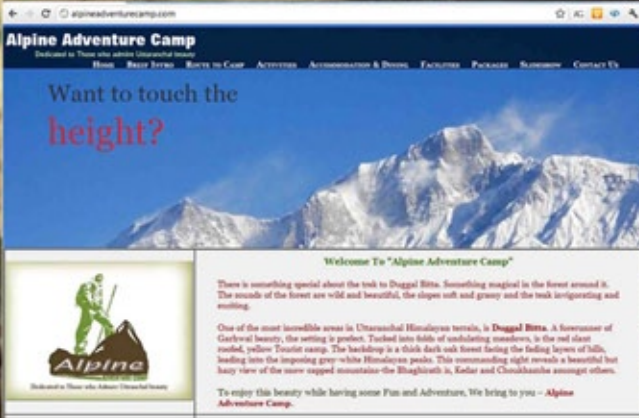 alpineadventurecamp.com
Alpine Adventure Camp
Dedicated to Those who admire Uttaranchal beauty
Home Breif Intro Route to Camp Activities Accommodation & Dining Facilities Packages Slideshow Contact Us
Want to touch the
height?
Welcome To "Alpine Adventure Camp"
There is something special about the trek to Duggal Bitta. Something magical in the forest around it.
The sounds of the forest are wild and beautiful, the slopes soft and grassy and the teak invigorating and
exciting.
One of the most incredible areas in Uttaranchal Himalayan terrain, is Duggal Bitta. A forerunner of
Garhwal beauty, the setting is prefect. Tucked into folds of undulating meadows, is the red slant
roofed, yellow Tourist camp. The backdrop is a thick dark oak forest facing the fading layers of hills,
leading into the imposing grey-white Himalayan peaks. This commanding sight reveals a beautiful but
hazy view of the snow capped mountains-the Bhaghirath is, Kedar and Choukhamba amongst others.
To enjoy this beauty while having some Fun and Adventure, We bring to you – Alpine
Adventure Camp.
Alpine
Dedicated to Those who Admire Uttaranchal beauty